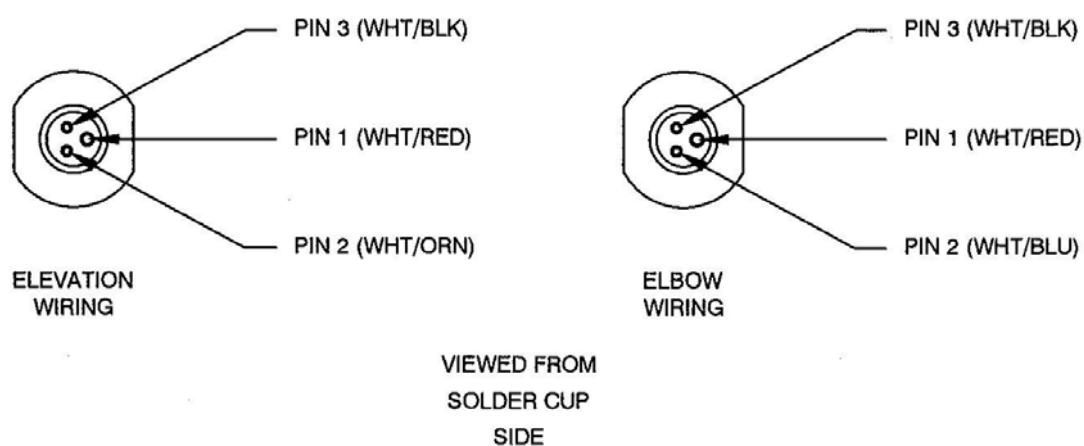 PIN 3 (WHT/BLK)
PIN 1 (WHT/RED)
PIN 2 (WHT/ORN)
ELEVATION
WIRING
PIN 3 (WHT/BLK)
PIN 1 (WHT/RED)
PIN 2 (WHT/BLU)
ELBOW
WIRING
VIEWED FROM
SOLDER CUP
SIDE